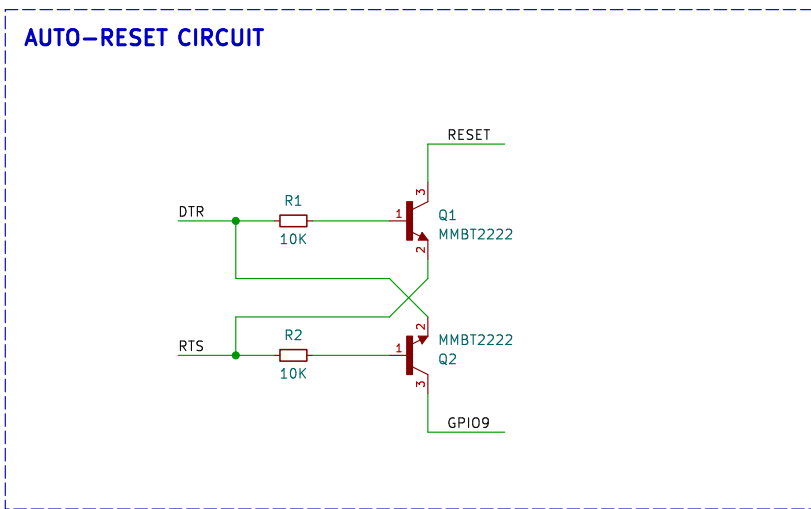 AUTO-RESET CIRCUIT
RESET
3
R1
DTR
1
Q1
10K
MMBT2222
2
2
R2
MMBT2222
RTS
1
Q2
10K
3
GPIO9